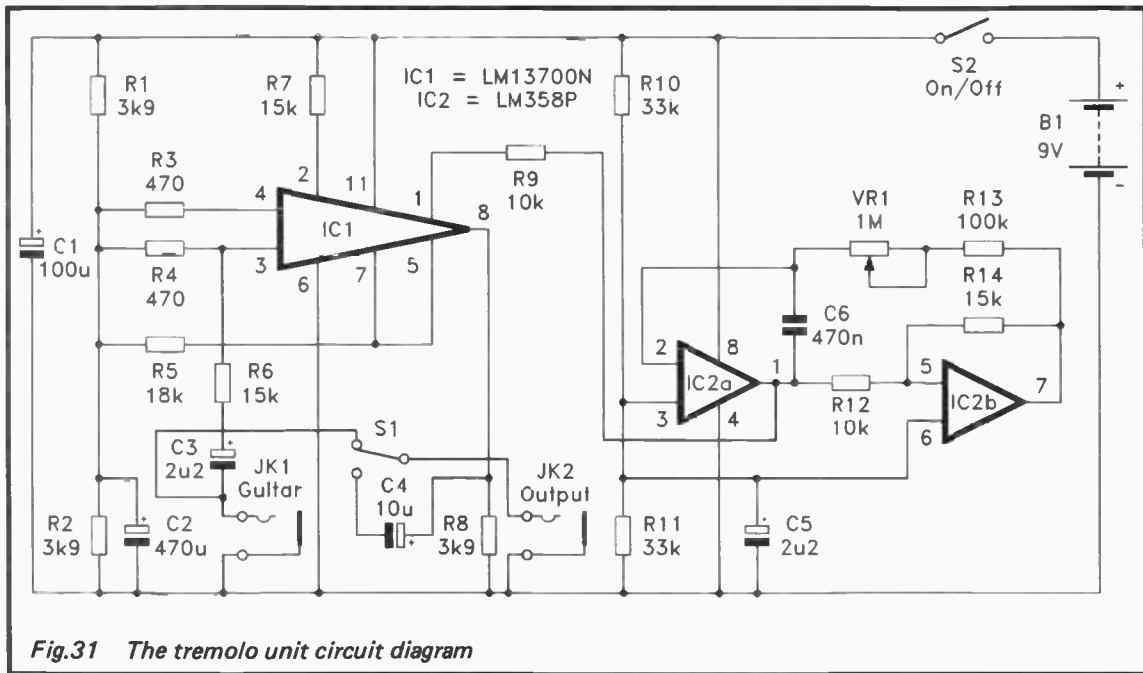 R1
3k9
R7
15k
IC1 = LM13700N
IC2 = LM358P
R10
33k
S2
On/Off
B1
9V
+
-
R3
470
2
11
4
1
8
IC1
R9
10k
VR1
1M
R13
100k
+
C1
100u
R4
470
3
6
7
5
R14
15k
C6
470n
R5
18k
R6
15k
2
8
IC2a
1
3
4
R12
10k
5
IC2b
7
6
+
C3
2u2
S1
JK1
Guitar
C4
10u
+
JK2
Output
R2
3k9
+
C2
470u
R8
3k9
R11
33k
+
C5
2u2
Fig.31 The tremolo unit circuit diagram